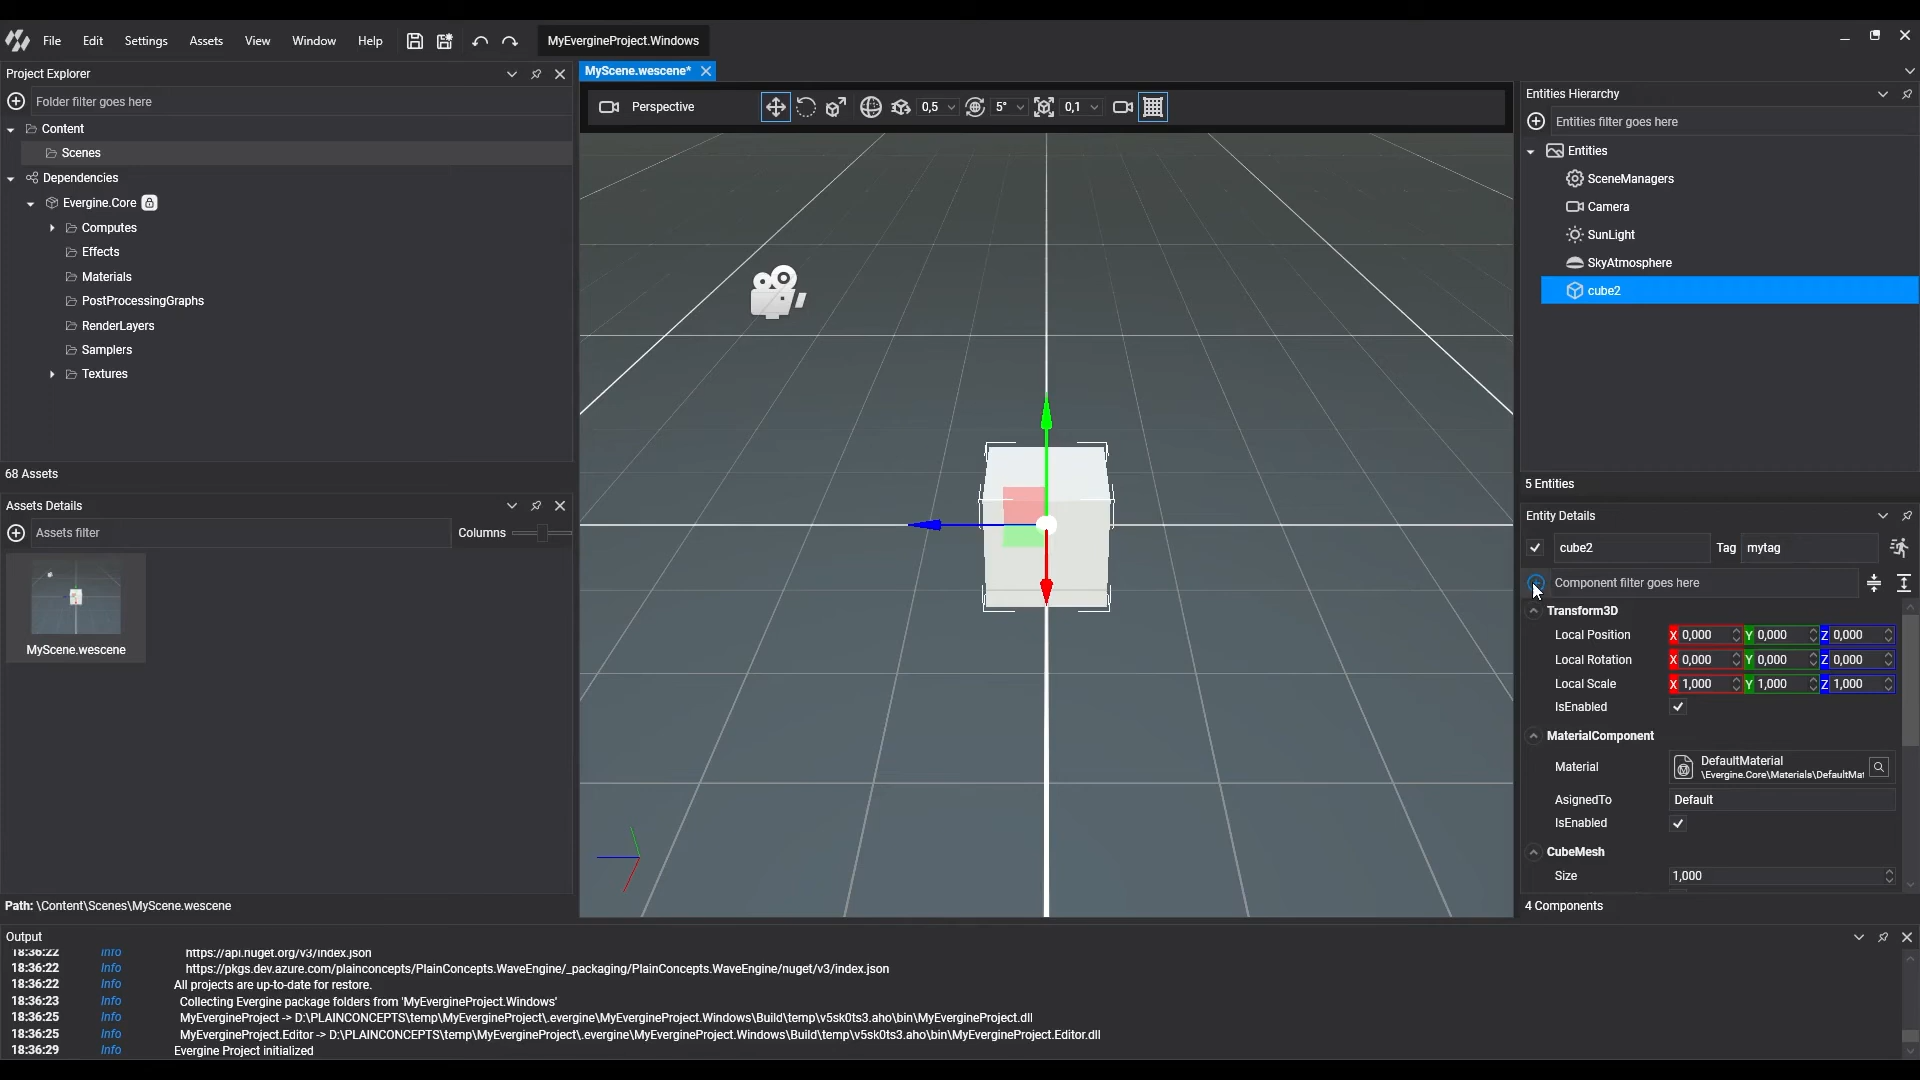 File Edit Settings Assets View Window Help MyEvergineProject.Windows
Project Explorer
Folder filter goes here
Content
Scenes
Dependencies
Evergine.Core
Computes
Effects
Materials
PostProcessingGraphs
RenderLayers
Samplers
Textures
68 Assets
Assets Details
Assets filter Columns
MyScene.wescene
Path: \Content\Scenes\MyScene.wescene
MyScene.wescene*
Perspective 0,5 5° 0,1
Entities Hierarchy
Entities filter goes here
Entities
SceneManagers
Camera
SunLight
SkyAtmosphere
cube2
5 Entities
Entity Details
cube2 Tag mytag
Component filter goes here
Transform3D
Local Position X 0,000 Y 0,000 Z 0,000
Local Rotation X 0,000 Y 0,000 Z 0,000
Local Scale X 1,000 Y 1,000 Z 1,000
IsEnabled
MaterialComponent
Material DefaultMaterial
\Evergine.Core\Materials\DefaultMat
AsignedTo Default
IsEnabled
CubeMesh
Size 1,000
4 Components
Output
18:36:22 Info https://api.nuget.org/v3/index.json
18:36:22 Info https://pkgs.dev.azure.com/plainconcepts/PlainConcepts.WaveEngine/_packaging/PlainConcepts.WaveEngine/nuget/v3/index.json
18:36:22 Info All projects are up-to-date for restore.
18:36:23 Info Collecting Evergine package folders from 'MyEvergineProject.Windows'
18:36:25 Info MyEvergineProject -> D:\PLAINCONCEPTS\temp\MyEvergineProject\.evergine\MyEvergineProject.Windows\Build\temp\v5sk0ts3.aho\bin\MyEvergineProject.dll
18:36:25 Info MyEvergineProject.Editor -> D:\PLAINCONCEPTS\temp\MyEvergineProject\.evergine\MyEvergineProject.Windows\Build\temp\v5sk0ts3.aho\bin\MyEvergineProject.Editor.dll
18:36:29 Info Evergine Project initialized